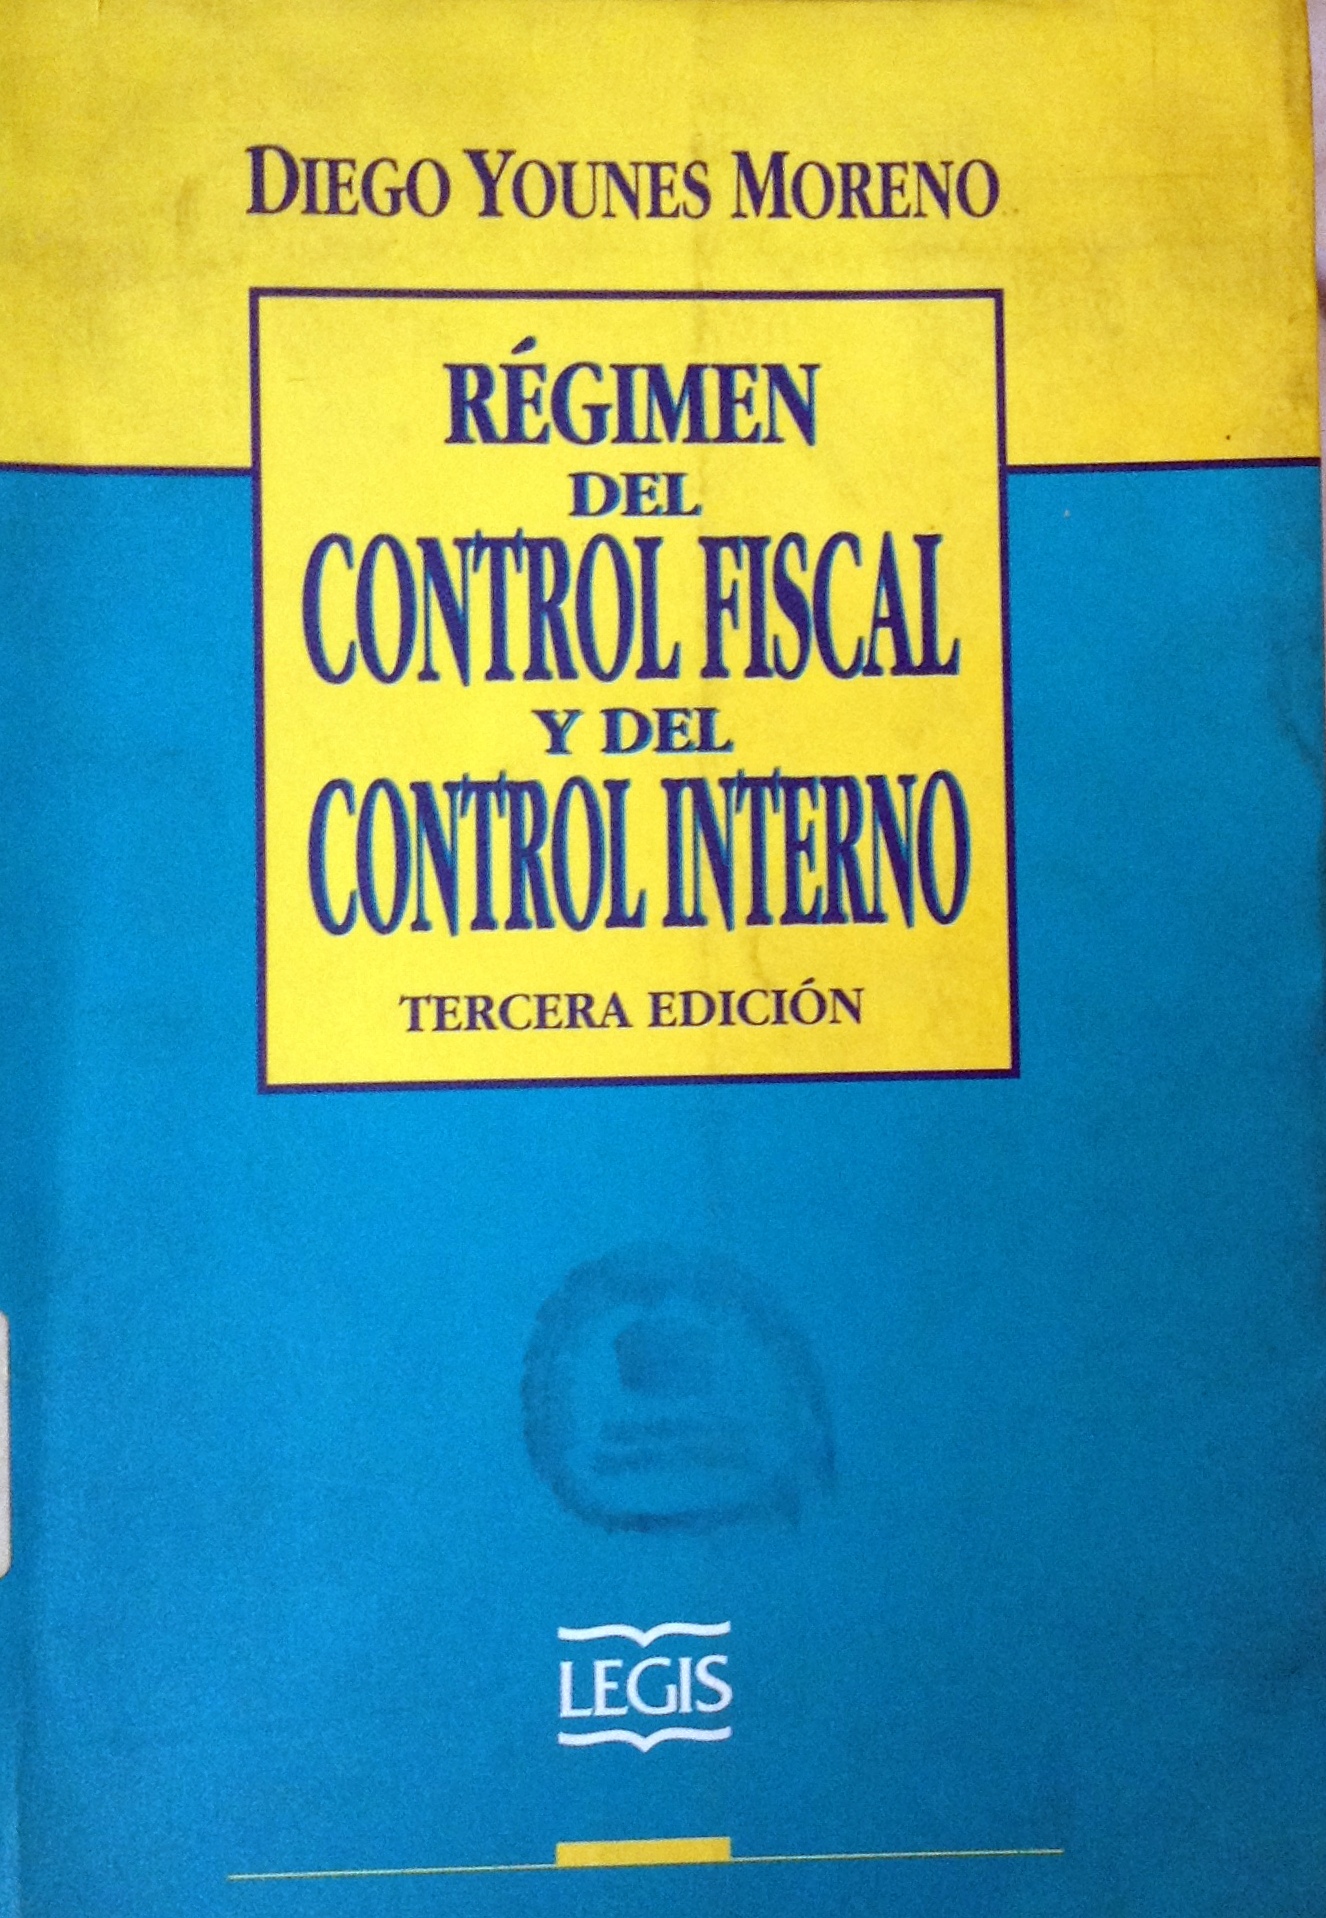 DIEGO YOUNES MORENO
RÉGIMEN
DEL
CONTROL FISCAL
Y DEL
CONTROL INTERNO
TERCERA EDICIÓN
LEGIS